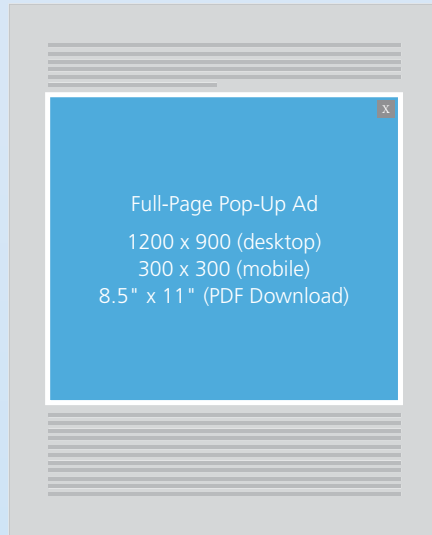 X
Full-Page Pop-Up Ad
1200 x 900 (desktop)
300 x 300 (mobile)
8.5" x 11" (PDF Download)